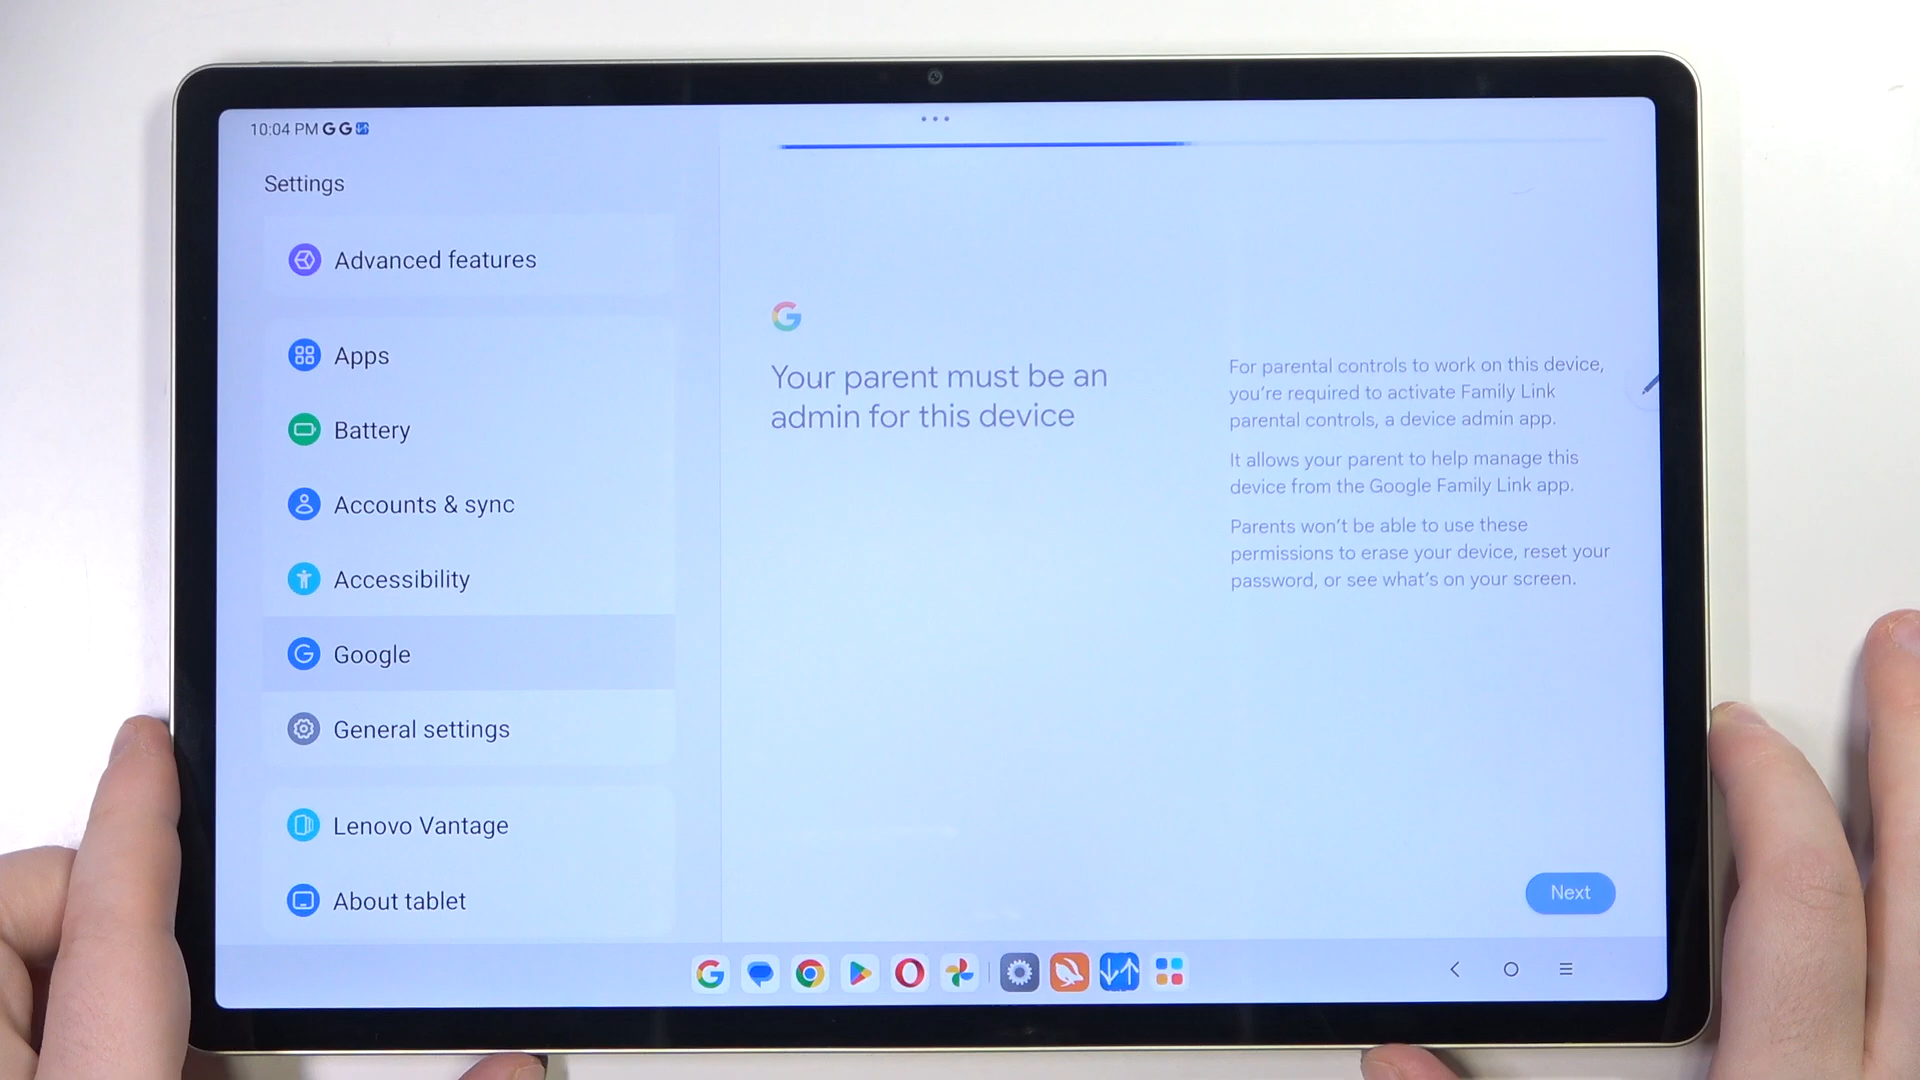 10:04 PM
Settings
Advanced features
Apps
Battery
Accounts & sync
Accessibility
Google
General settings
Lenovo Vantage
About tablet
Your parent must be an
admin for this device
For parental controls to work on this device,
you're required to activate Family Link
parental controls, a device admin app.
It allows your parent to help manage this
device from the Google Family Link app.
Parents won't be able to use these
permissions to erase your device, reset your
password, or see what's on your screen.
Next